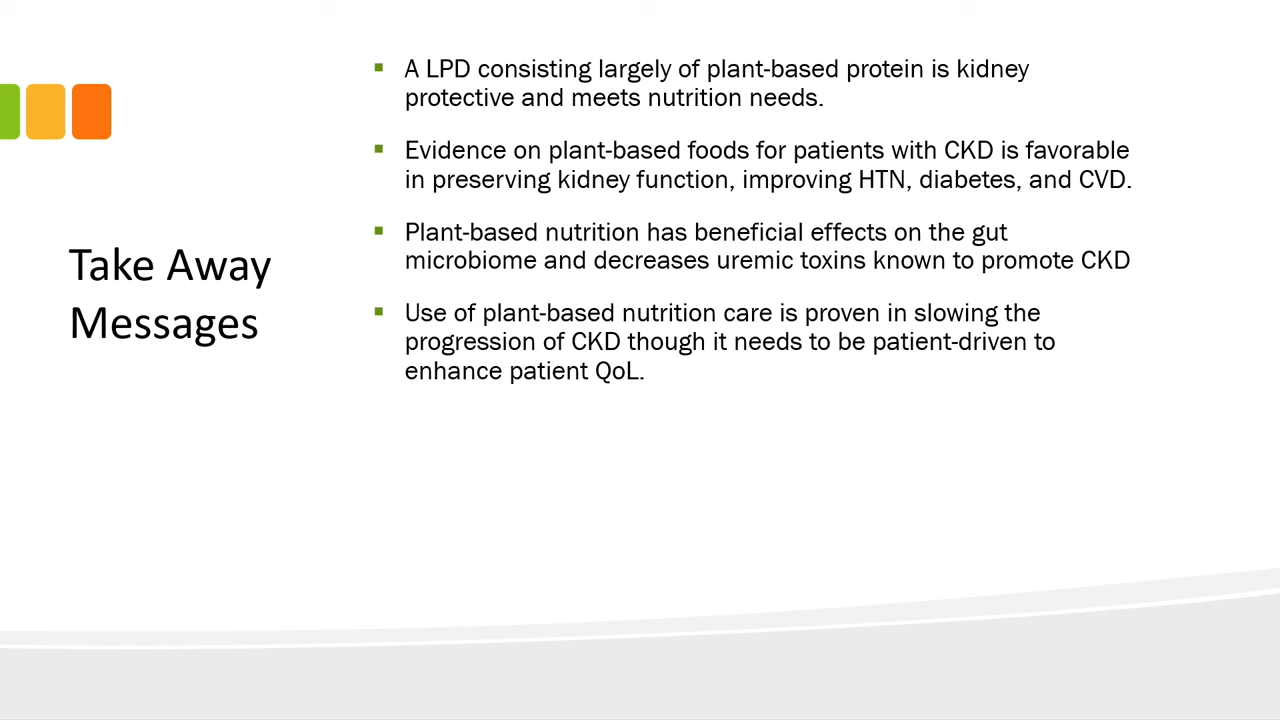 Take Away
Messages
A LPD consisting largely of plant-based protein is kidney
protective and meets nutrition needs.
Evidence on plant-based foods for patients with CKD is favorable
in preserving kidney function, improving HTN, diabetes, and CVD.
Plant-based nutrition has beneficial effects on the gut
microbiome and decreases uremic toxins known to promote CKD
Use of plant-based nutrition care is proven in slowing the
progression of CKD though it needs to be patient-driven to
enhance patient QoL.